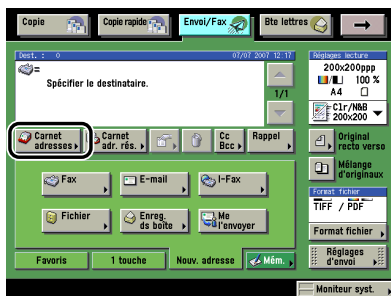 Copie
Copie rapide
Envoi/Fax
Bte lettres
Dest. : 0
07/07 2007 12:17
=
Spécifier le destinataire.
1/1
Carnet
adresses
Carnet
adr. rés.
Cc
Bcc
Rappel
Fax
E-mail
I-Fax
Fichier
Enreg.
ds boîte
Me
l'envoyer
Favoris
1 touche
Nouv. adresse
Mém.
Réglages lecture
200x200ppp
100 %
A4
Clr/N&B
200x200
Original
recto verso
Mélange
d'originaux
Format fichier
TIFF / PDF
Format fichier
Réglages
d'envoi
Moniteur syst.